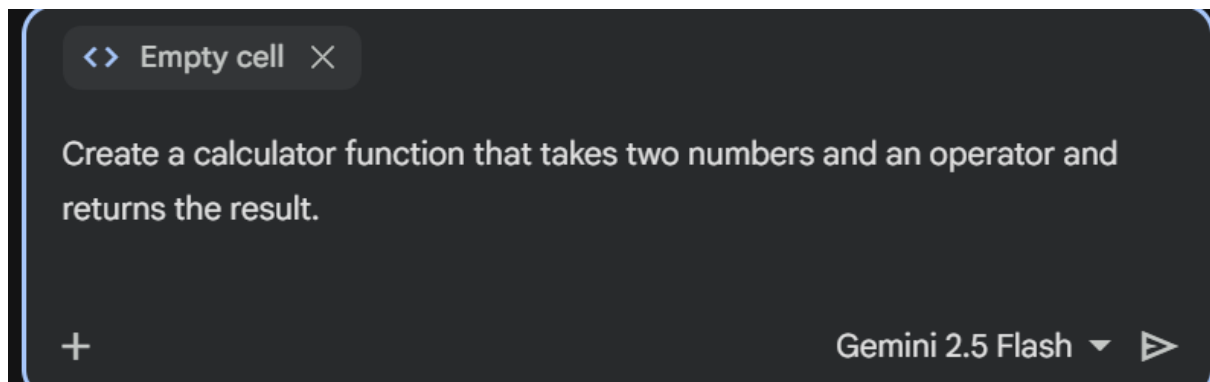 Empty cell
Create a calculator function that takes two numbers and an operator and
returns the result.
Gemini 2.5 Flash